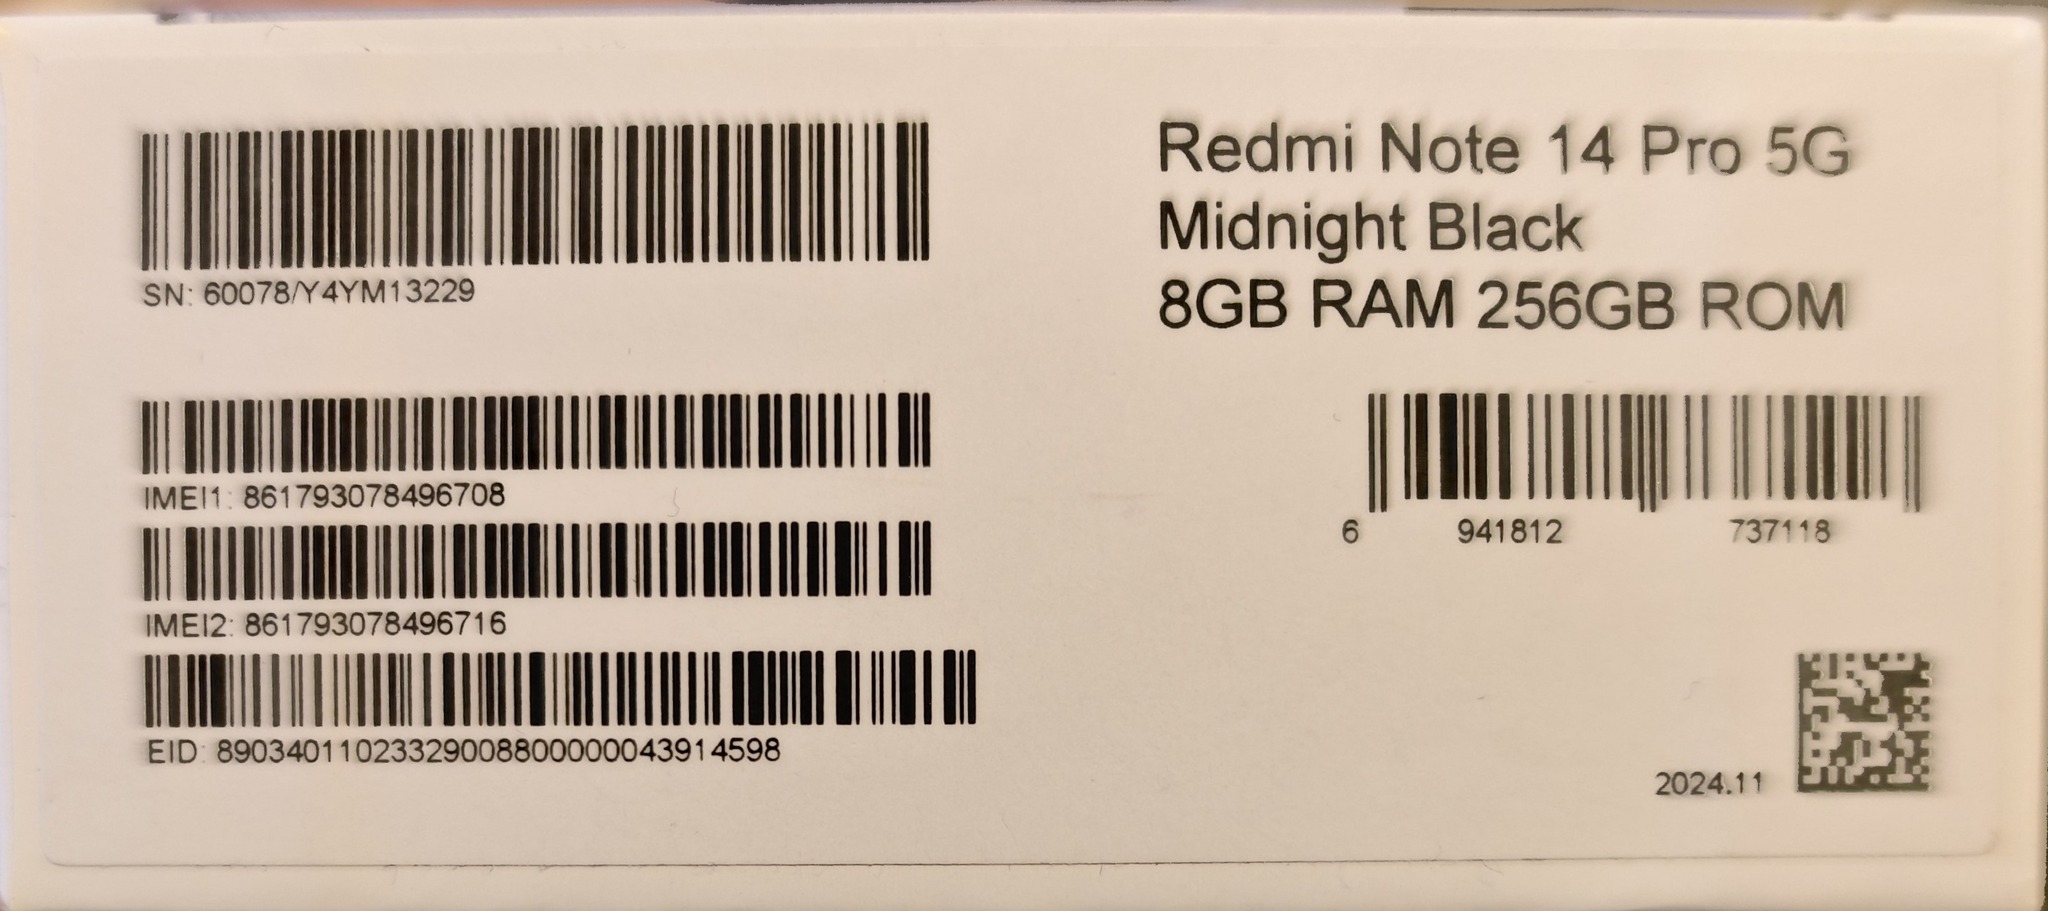 SN: 60078/Y4YM13229
IMEI1: 861793078496708
IMEI2: 861793078496716
EID: 89034011023329008800000043914598
Redmi Note 14 Pro 5G
Midnight Black
8GB RAM 256GB ROM
6 941812 737118
2024.11